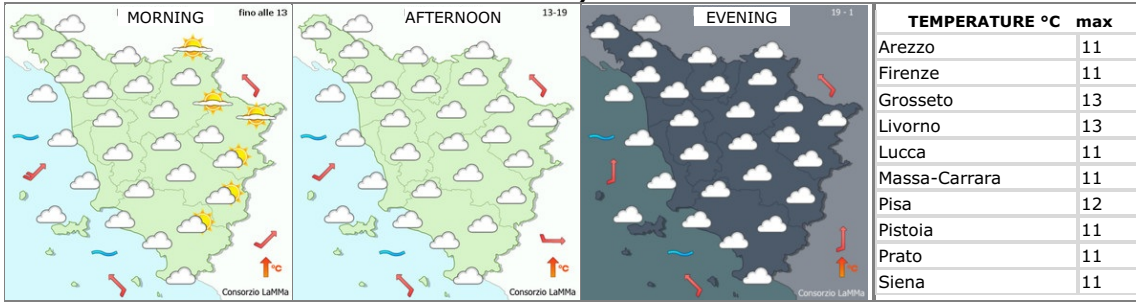 MORNING
fino alle 13
°C
Consorzio LaMMa
AFTERNOON
13-19
°C
Consorzio LaMMa
EVENING
19 - 1
°C
Consorzio LaMMa
TEMPERATURE °C max
Arezzo 11
Firenze 11
Grosseto 13
Livorno 13
Lucca 11
Massa-Carrara 11
Pisa 12
Pistoia 11
Prato 11
Siena 11